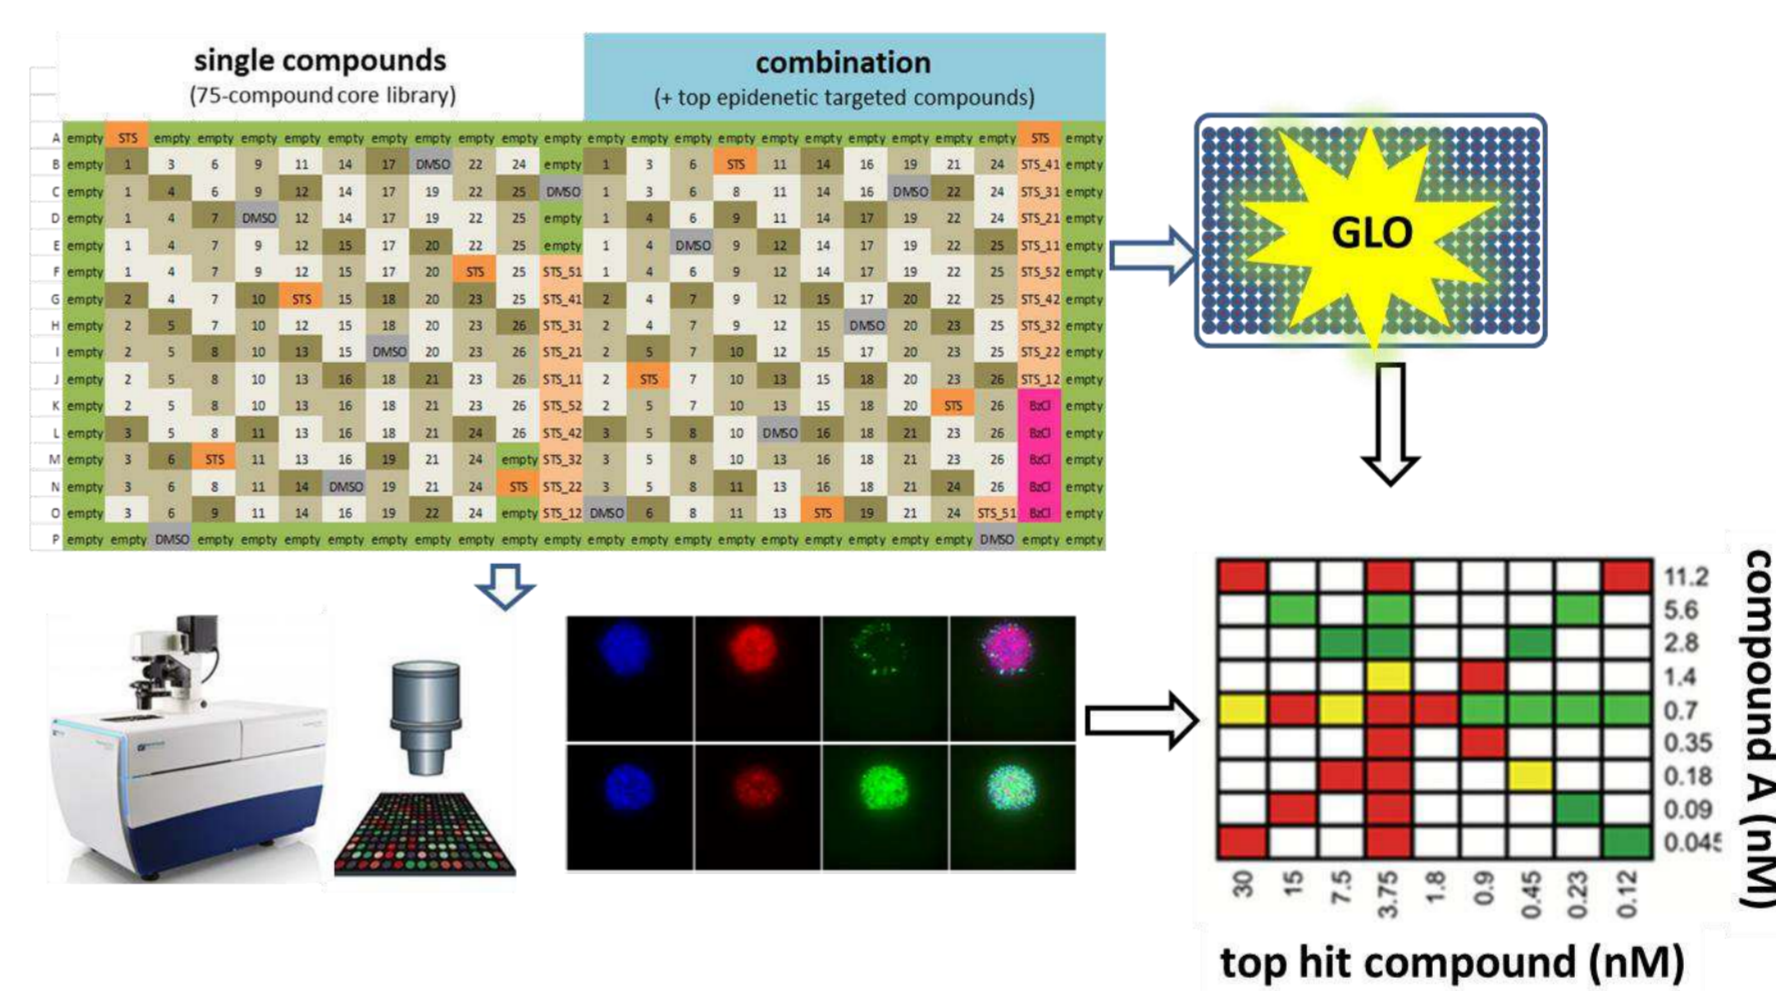 single compounds
(75-compound core library)
combination
(+ top epidenetic targeted compounds)
A empty STS empty empty empty empty empty empty empty empty empty empty empty empty empty empty empty empty empty empty empty empty STS empty
B empty 1 3 6 9 11 14 17 DMSO 22 24 empty 1 3 6 STS 11 14 16 19 21 24 STS_41 empty
C empty 1 4 6 9 12 14 17 19 22 25 DMSO 1 3 6 8 11 14 16 DMSO 22 24 STS_31 empty
D empty 1 4 7 DMSO 12 14 17 19 22 25 empty 1 4 6 9 11 14 17 19 22 24 STS_21 empty
E empty 1 4 7 9 12 15 17 20 22 25 empty 1 4 DMSO 9 12 14 17 19 22 25 STS_11 empty
F empty 1 4 7 9 12 15 17 20 STS 25 STS_51 1 4 6 9 12 14 17 19 22 25 STS_52 empty
G empty 2 4 7 10 STS 15 18 20 23 25 STS_41 2 4 7 9 12 15 17 20 22 25 STS_42 empty
H empty 2 5 7 10 12 15 18 20 23 26 STS_31 2 4 7 9 12 15 DMSO 20 23 25 STS_32 empty
I empty 2 5 8 10 13 15 DMSO 20 23 26 STS_21 2 5 7 10 12 15 17 20 23 25 STS_22 empty
J empty 2 5 8 10 13 16 18 21 23 26 STS_11 2 STS 7 10 13 15 18 20 23 26 STS_12 empty
K empty 2 5 8 10 13 16 18 21 23 26 STS_52 2 5 7 10 13 15 18 20 STS 26 BzCl empty
L empty 3 5 8 11 13 16 18 21 24 26 STS_42 3 5 8 10 DMSO 16 18 21 23 26 BzCl empty
M empty 3 6 STS 11 13 16 19 21 24 empty STS_32 3 5 8 10 13 16 18 21 23 26 BzCl empty
N empty 3 6 8 11 14 DMSO 19 21 24 STS STS_22 3 5 8 11 13 16 18 21 24 26 BzCl empty
O empty 3 6 9 11 14 16 19 22 24 empty STS_12 DMSO 6 8 11 13 STS 19 21 24 STS_51 BzCl empty
P empty empty DMSO empty empty empty empty empty empty empty empty empty empty empty empty empty empty empty empty empty empty DMSO empty empty
GLO
11.2
5.6
2.8
1.4
0.7
0.35
0.18
0.09
0.045
compound A (nM)
30 15 7.5 3.75 1.8 0.9 0.45 0.23 0.12
top hit compound (nM)